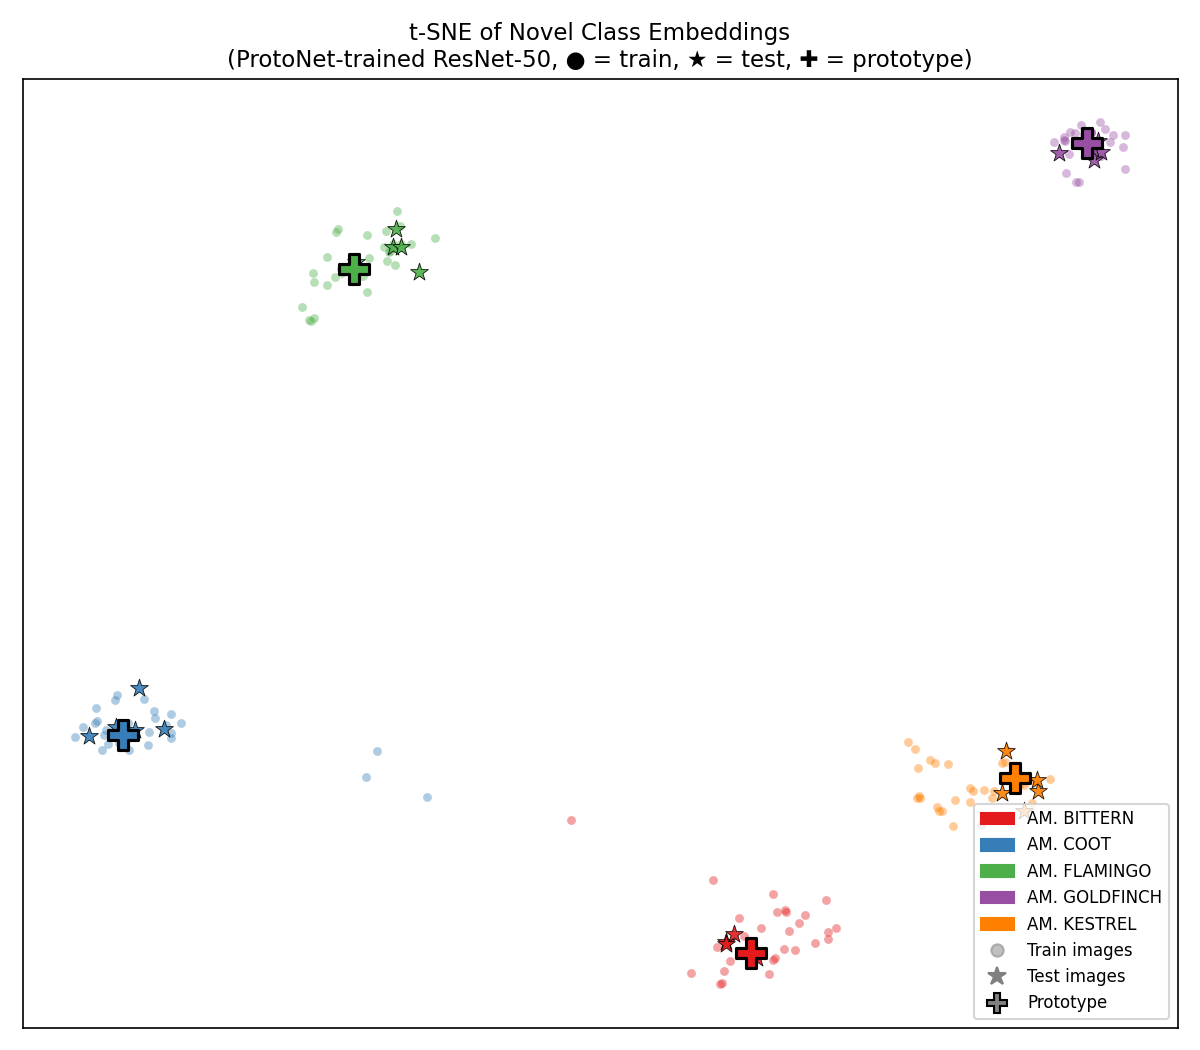 t-SNE of Novel Class Embeddings
(ProtoNet-trained ResNet-50, ● = train, ★ = test, ✚ = prototype)
AM. BITTERN
AM. COOT
AM. FLAMINGO
AM. GOLDFINCH
AM. KESTREL
Train images
Test images
Prototype